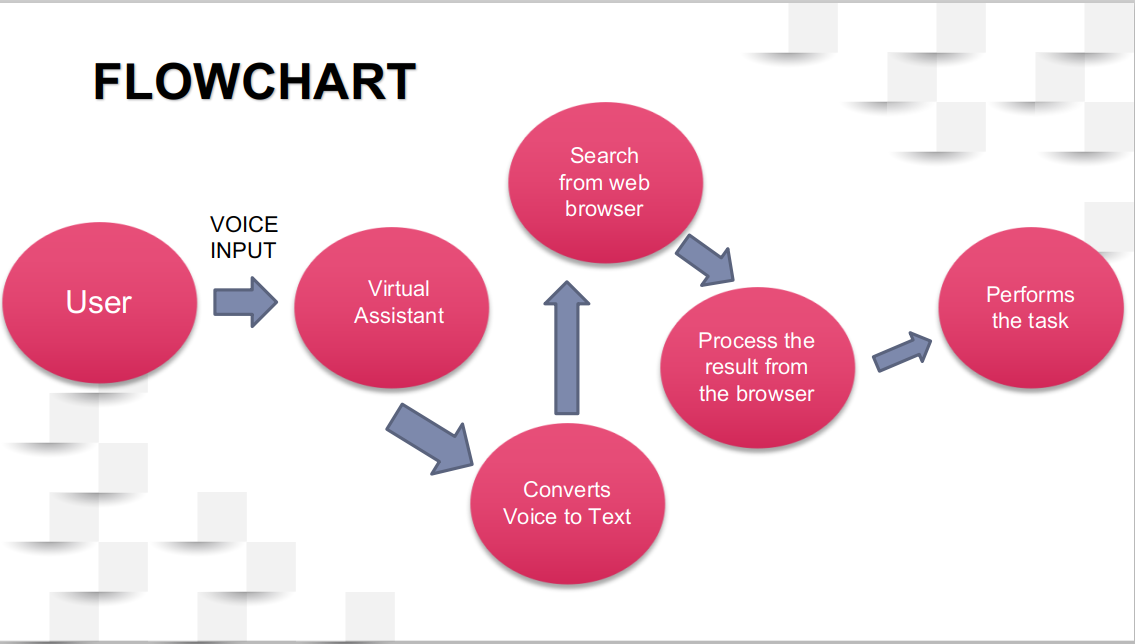 FLOWCHART
User
VOICE
INPUT
Virtual
Assistant
Converts
Voice to Text
Search
from web
browser
Process the
result from
the browser
Performs
the task